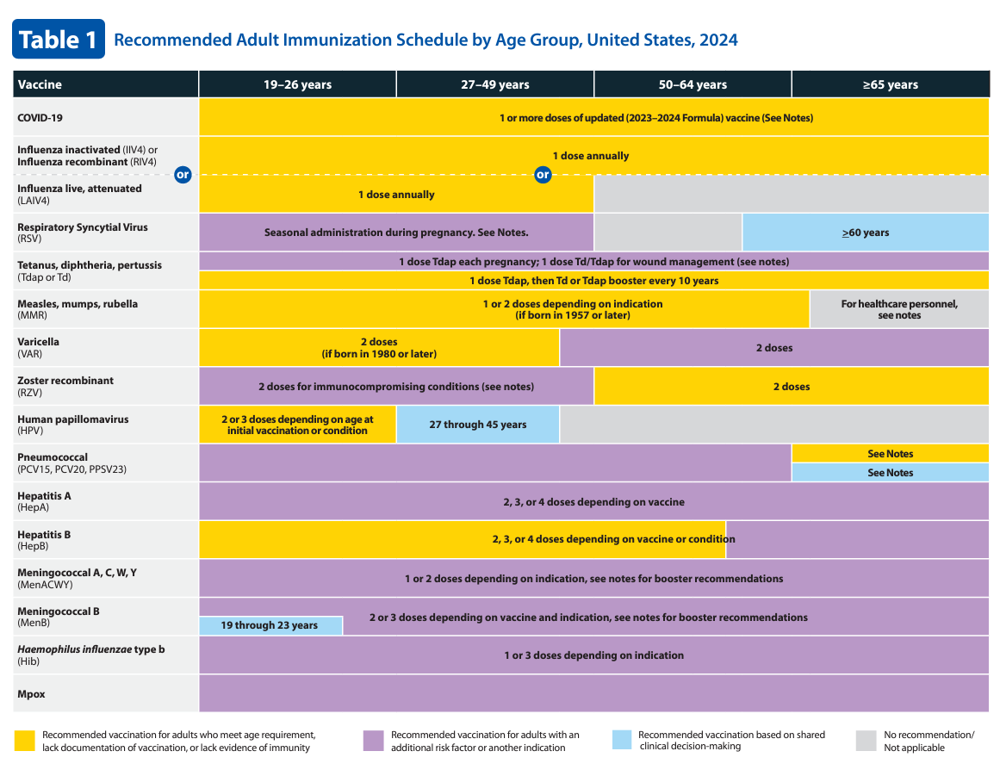 Table 1
Recommended Adult Immunization Schedule by Age Group, United States, 2024
Vaccine
19–26 years
27–49 years
50–64 years
≥65 years
COVID-19
1 or more doses of updated (2023–2024 Formula) vaccine (See Notes)
Influenza inactivated (IIV4) or
Influenza recombinant (RIV4)
1 dose annually
or
or
Influenza live, attenuated
(LAIV4)
1 dose annually
Respiratory Syncytial Virus
(RSV)
Seasonal administration during pregnancy. See Notes.
≥60 years
Tetanus, diphtheria, pertussis
(Tdap or Td)
1 dose Tdap each pregnancy; 1 dose Td/Tdap for wound management (see notes)
1 dose Tdap, then Td or Tdap booster every 10 years
Measles, mumps, rubella
(MMR)
1 or 2 doses depending on indication
(if born in 1957 or later)
For healthcare personnel,
see notes
Varicella
(VAR)
2 doses
(if born in 1980 or later)
2 doses
Zoster recombinant
(RZV)
2 doses for immunocompromising conditions (see notes)
2 doses
Human papillomavirus
(HPV)
2 or 3 doses depending on age at
initial vaccination or condition
27 through 45 years
Pneumococcal
(PCV15, PCV20, PPSV23)
See Notes
See Notes
Hepatitis A
(HepA)
2, 3, or 4 doses depending on vaccine
Hepatitis B
(HepB)
2, 3, or 4 doses depending on vaccine or condition
Meningococcal A, C, W, Y
(MenACWY)
1 or 2 doses depending on indication, see notes for booster recommendations
Meningococcal B
(MenB)
2 or 3 doses depending on vaccine and indication, see notes for booster recommendations
19 through 23 years
Haemophilus influenzae type b
(Hib)
1 or 3 doses depending on indication
Mpox
Recommended vaccination for adults who meet age requirement,
lack documentation of vaccination, or lack evidence of immunity
Recommended vaccination for adults with an
additional risk factor or another indication
Recommended vaccination based on shared
clinical decision-making
No recommendation/
Not applicable